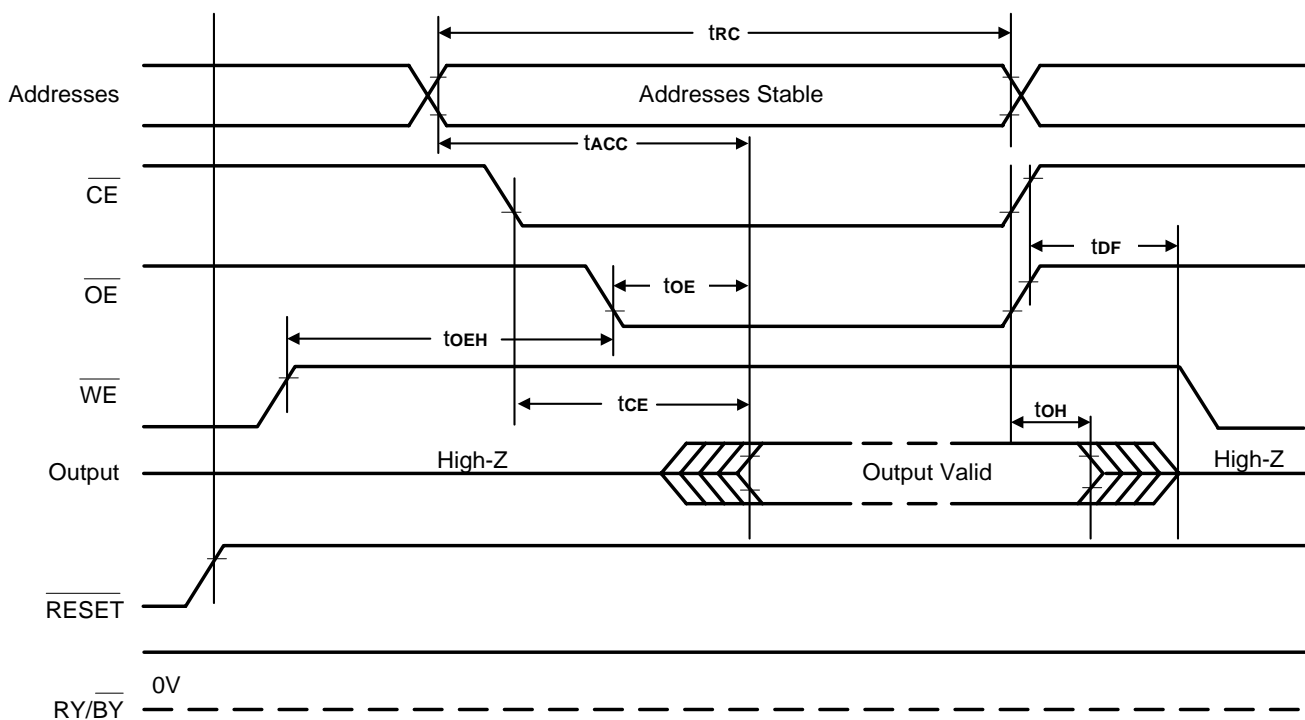 tRC
Addresses
Addresses Stable
tACC
CE
tDF
OE
tOE
tOEH
WE
tCE
tOH
High-Z
Output
Output Valid
High-Z
RESET
0V
RY/BY